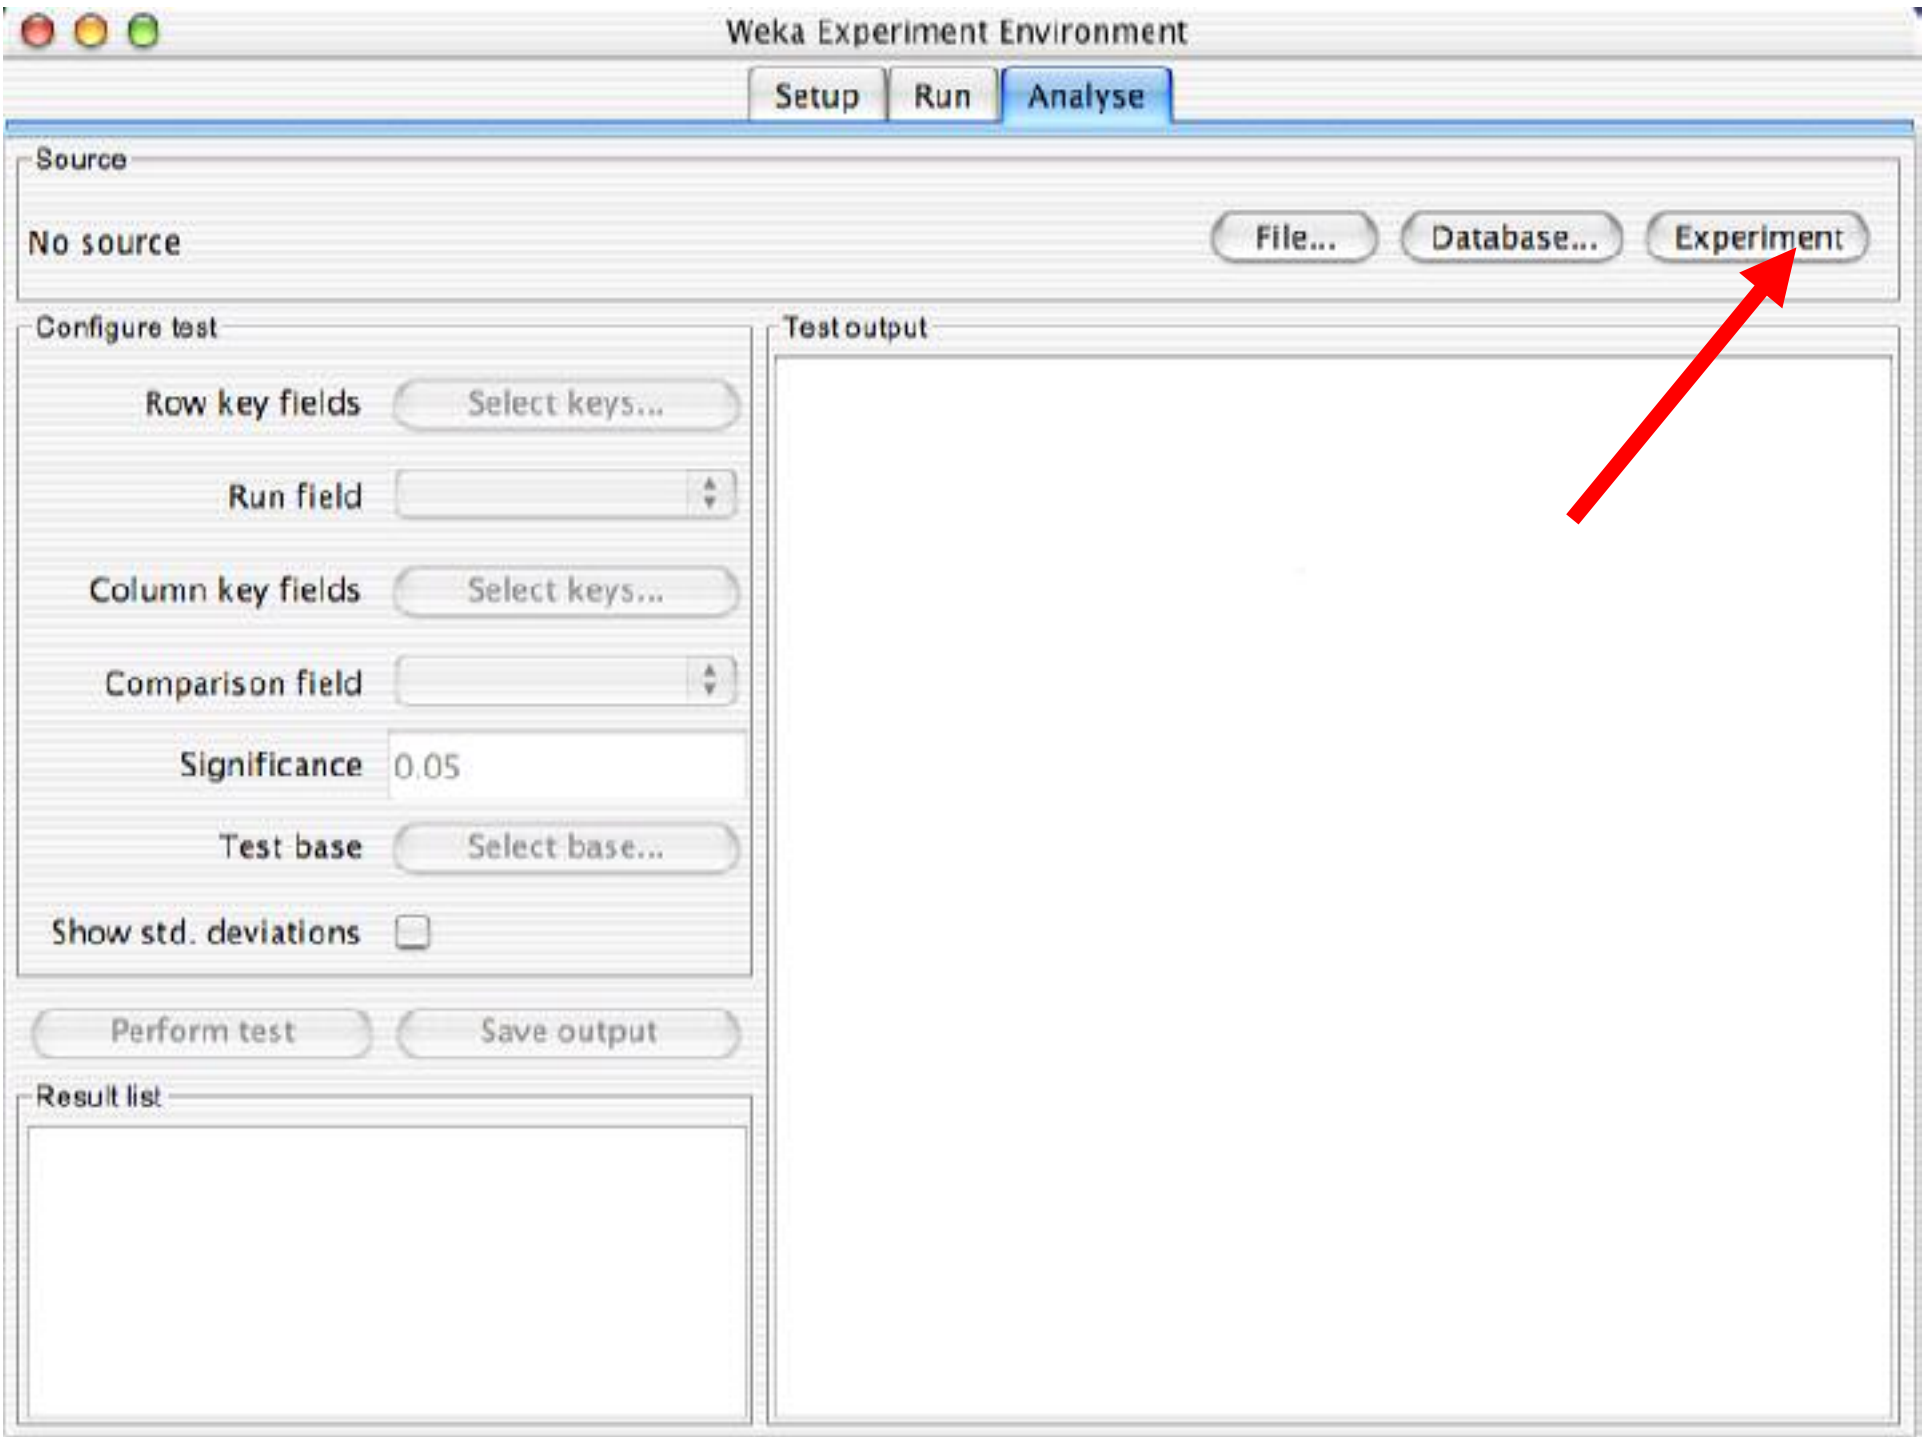 Weka Experiment Environment
Setup Run Analyse
Source
No source File... Database... Experiment
Configure test
Test output
Row key fields Select keys...
Run field
Column key fields Select keys...
Comparison field
Significance 0.05
Test base Select base...
Show std. deviations
Perform test Save output
Result list